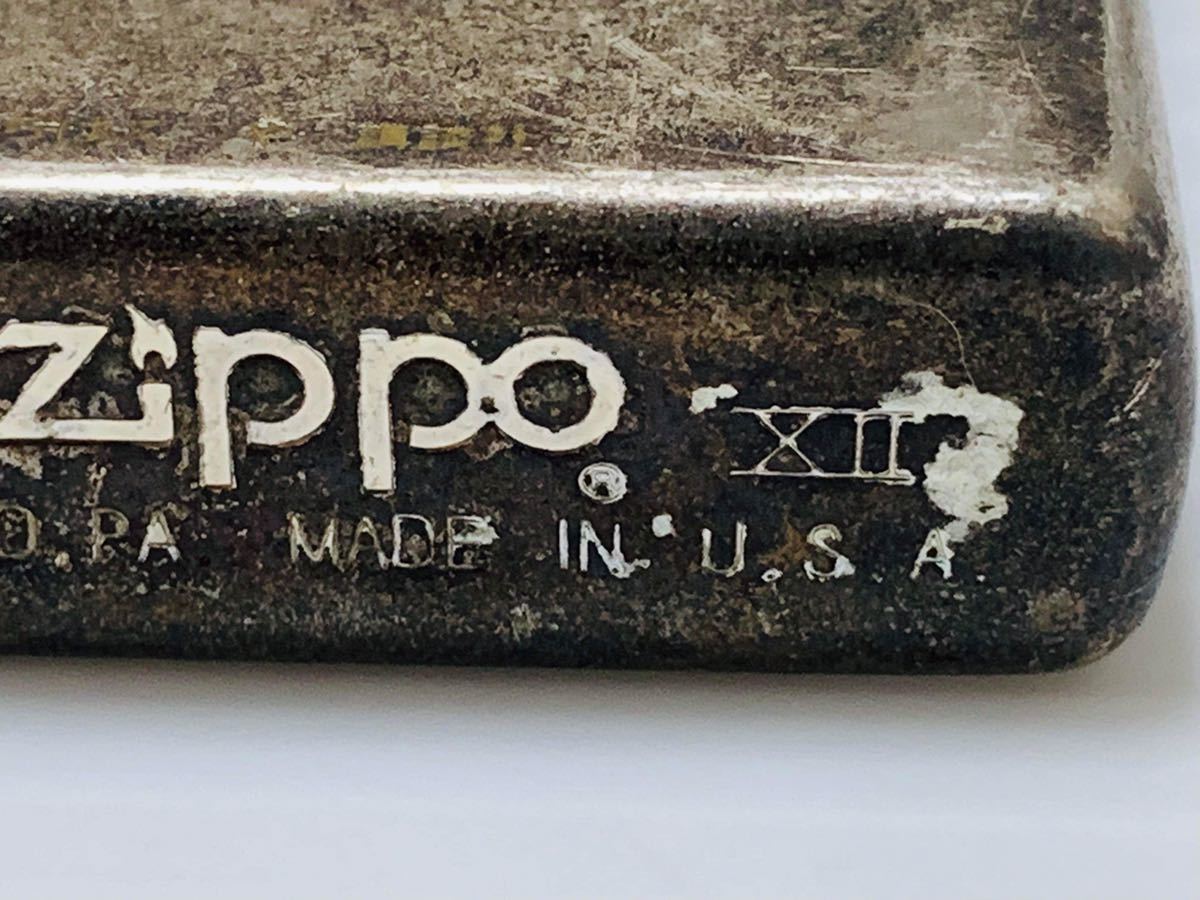 Zippo ® XII
O. PA MADE IN U.S.A.